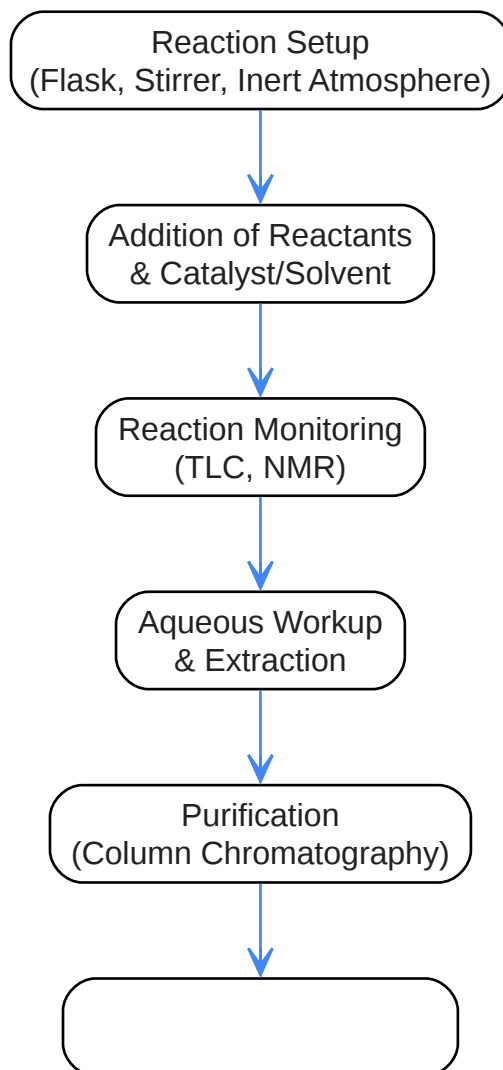 Reaction Setup
(Flask, Stirrer, Inert Atmosphere)
Addition of Reactants
& Catalyst/Solvent
Reaction Monitoring
(TLC, NMR)
Aqueous Workup
& Extraction
Purification
(Column Chromatography)